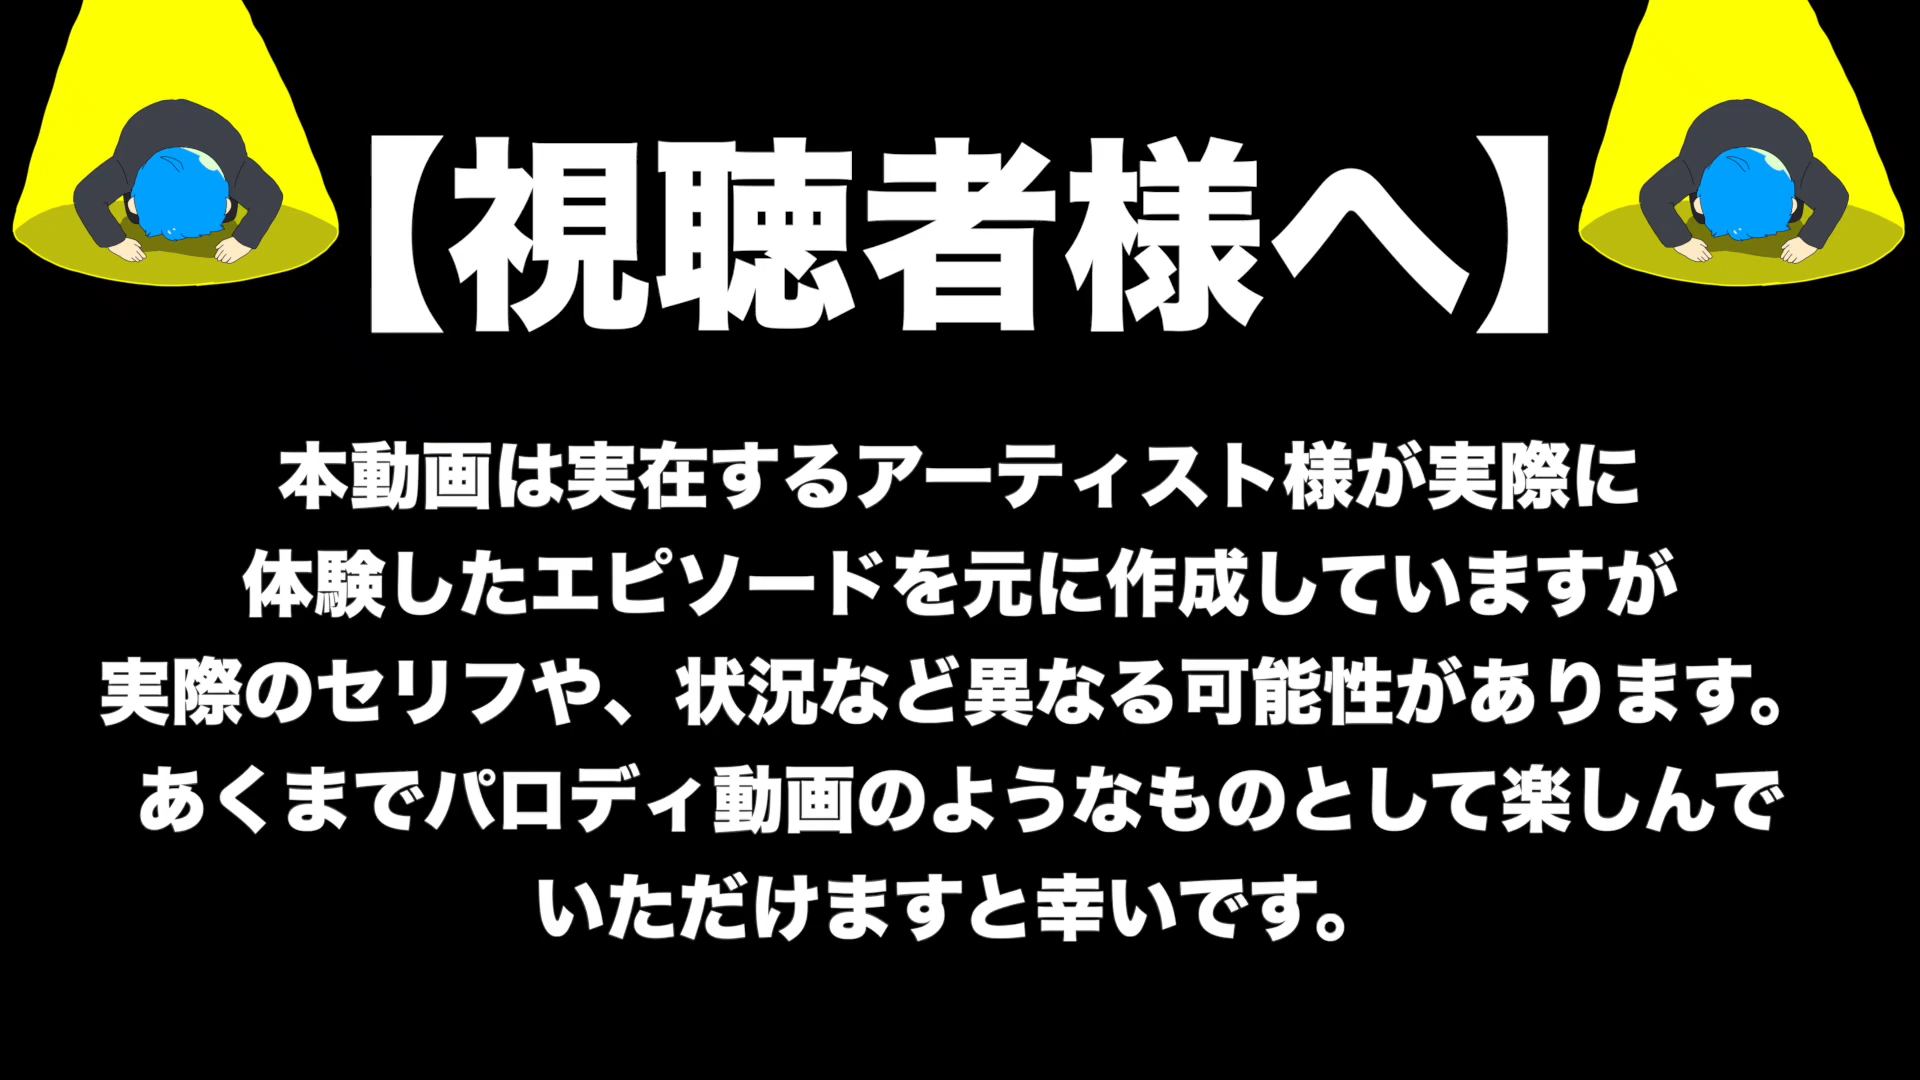 【視聴者様へ】
本動画は実在するアーティスト様が実際に
体験したエピソードを元に作成していますが
実際のセリフや、状況など異なる可能性があります。
あくまでパロディ動画のようなものとして楽しんで
いただけますと幸いです。